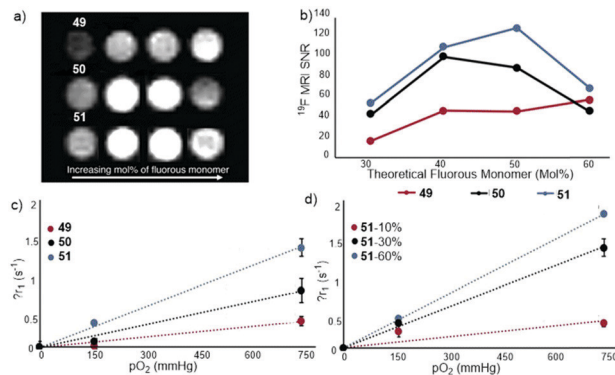 a)
49
50
51
Increasing mol% of fluorous monomer
b)
19F MRI SNR
140
120
100
80
60
40
20
0
30 40 50 60
Theoretical Fluorous Monomer (Mol%)
49 50 51
c)
49
50
51
?r1 (s-1)
2
1.5
1
0.5
0
0 150 300 450 600 750
pO2 (mmHg)
d)
51-10%
51-30%
51-60%
?r1 (s-1)
2
1.5
1
0.5
0
0 150 300 450 600 750
pO2 (mmHg)